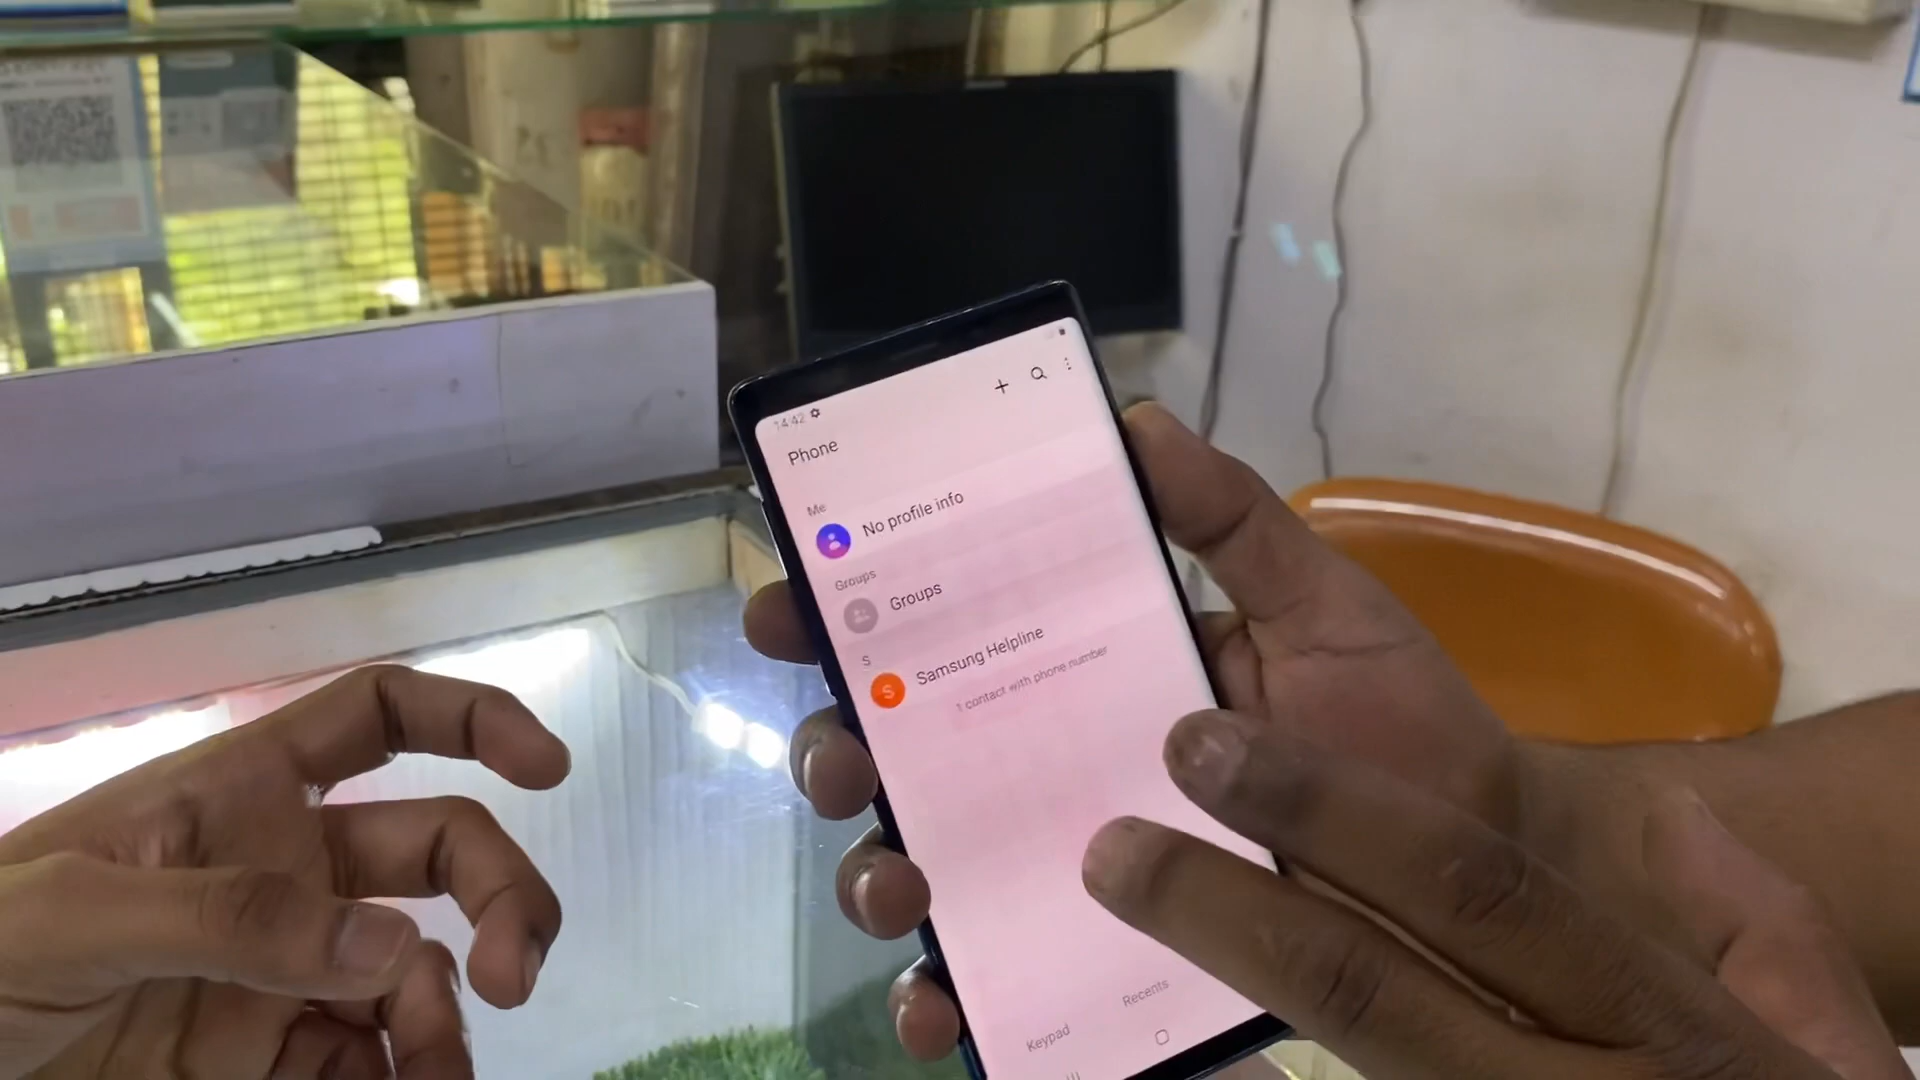 14:42
Phone
Me
No profile info
Groups
Groups
S
S
Samsung Helpline
1 contact with phone number
Keypad
Recents